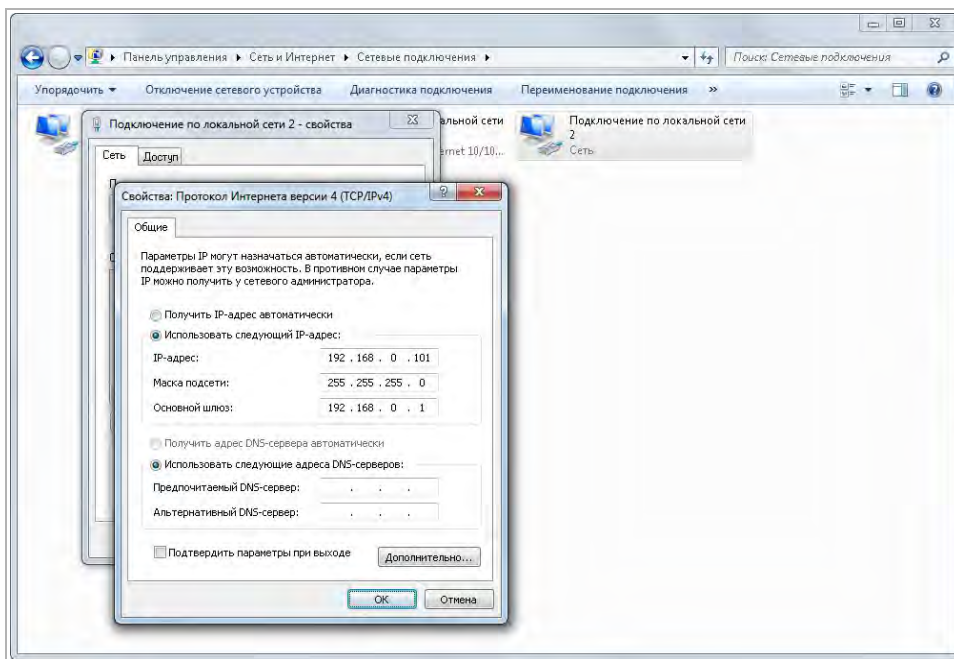 Панель управления ▸ Сеть и Интернет ▸ Сетевые подключения ▸
Поиск: Сетевые подключения
Упорядочить Отключение сетевого устройства Диагностика подключения Переименование подключения »
Подключение по локальной сети 2 - свойства
альной сети
ernet 10/10...
Подключение по локальной сети
2
Сеть
Сеть Доступ
Свойства: Протокол Интернета версии 4 (TCP/IPv4)
Общие
Параметры IP могут назначаться автоматически, если сеть
поддерживает эту возможность. В противном случае параметры
IP можно получить у сетевого администратора.
Получить IP-адрес автоматически
Использовать следующий IP-адрес:
IP-адрес: 192 . 168 . 0 . 101
Маска подсети: 255 . 255 . 255 . 0
Основной шлюз: 192 . 168 . 0 . 1
Получить адрес DNS-сервера автоматически
Использовать следующие адреса DNS-серверов:
Предпочитаемый DNS-сервер: . . .
Альтернативный DNS-сервер: . . .
Подтвердить параметры при выходе
Дополнительно...
ОК Отмена